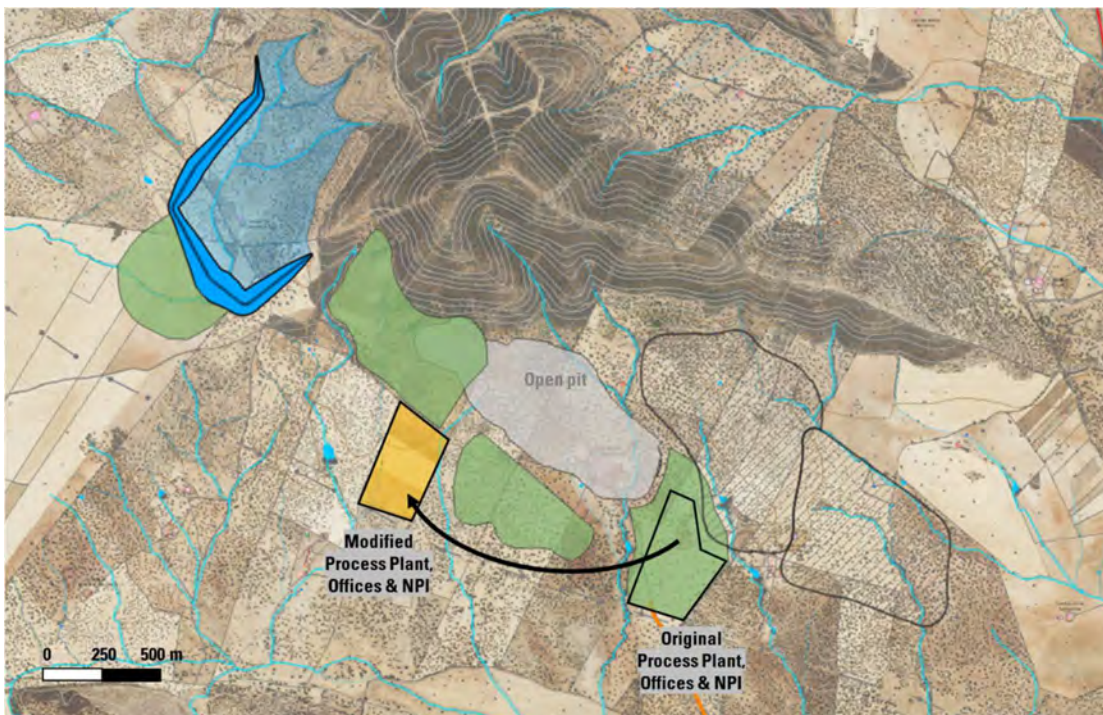 Open pit
Modified
Process Plant,
Offices & NPI
Original
Process Plant,
Offices & NPI
0 250 500 m